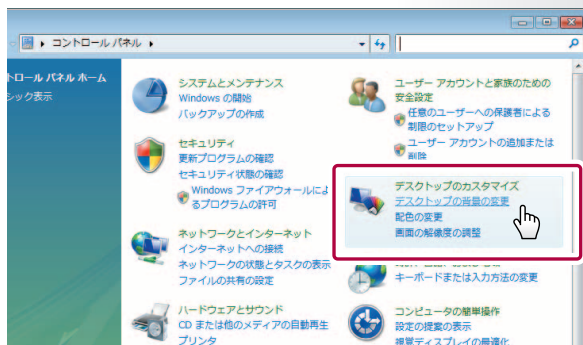 コントロール パネル
トロール パネル ホーム
シック表示
システムとメンテナンス
Windows の開始
バックアップの作成
セキュリティ
更新プログラムの確認
セキュリティ状態の確認
Windows ファイアウォールによ
るプログラムの許可
ネットワークとインターネット
インターネットへの接続
ネットワークの状態とタスクの表示
ファイルの共有の設定
ハードウェアとサウンド
CD または他のメディアの自動再生
プリンタ
ユーザー アカウントと家族のための
安全設定
任意のユーザーへの保護者による
制限のセットアップ
ユーザー アカウントの追加または
削除
デスクトップのカスタマイズ
デスクトップの背景の変更
配色の変更
画面の解像度の調整
キーボードまたは入力方法の変更
コンピュータの簡単操作
設定の提案の表示
視覚ディスプレイの最適化